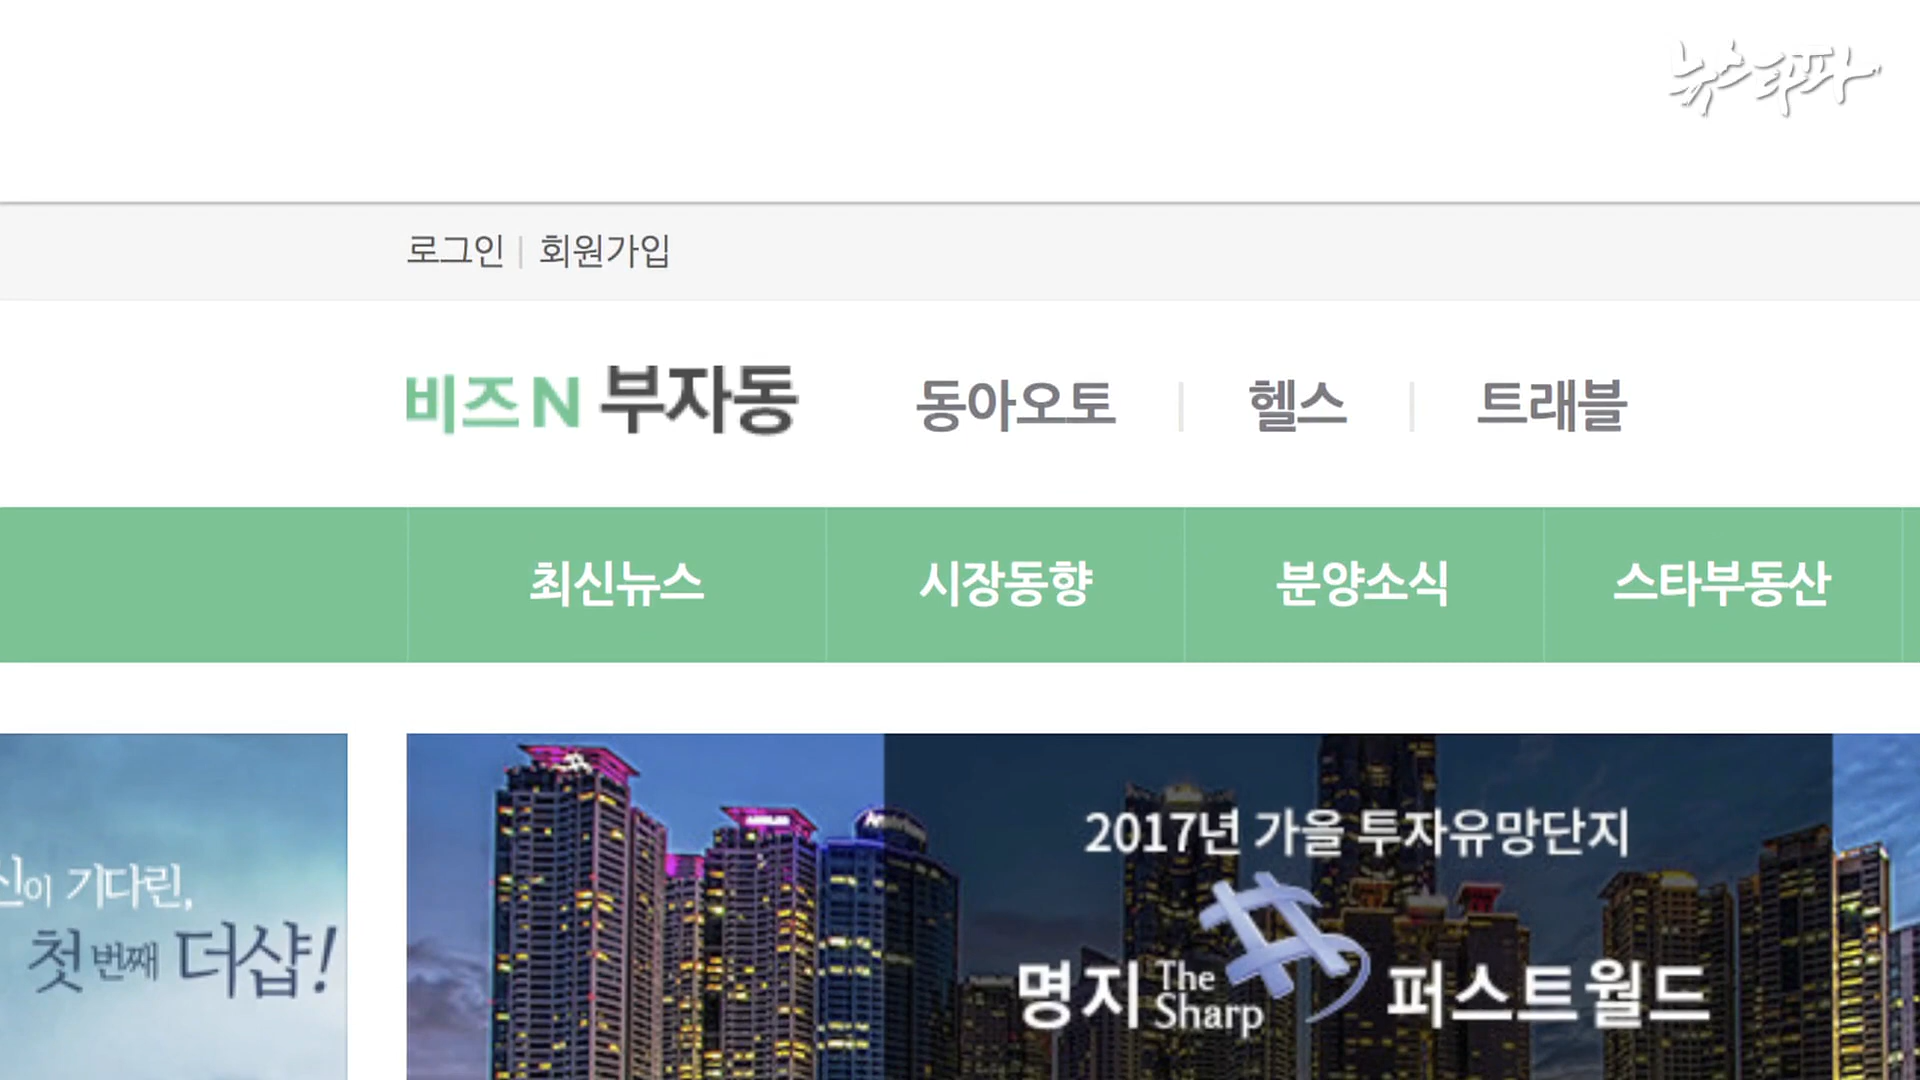 뉴스타파
로그인 | 회원가입
비즈N 부자동 동아오토 | 헬스 | 트래블
최신뉴스 시장동향 분양소식 스타부동산
이 기다린,
첫번째 더샵!
2017년 가을 투자유망단지
명지 The Sharp 퍼스트월드